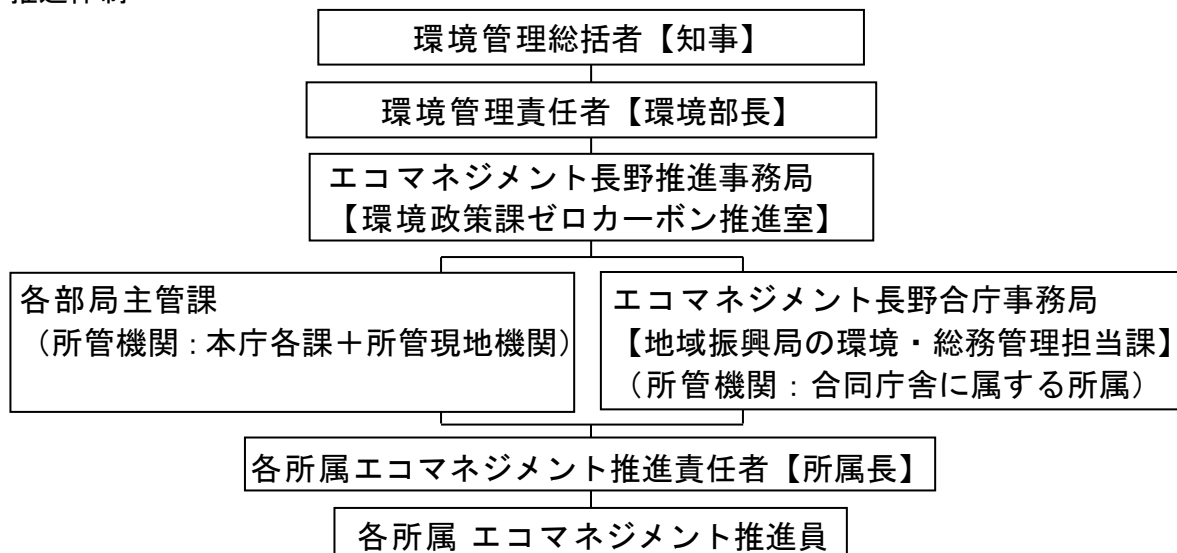 環境管理総括者【知事】
環境管理責任者【環境部長】
エコマネジメント長野推進事務局
【環境政策課ゼロカーボン推進室】
各部局主管課
（所管機関：本庁各課＋所管現地機関）
エコマネジメント長野合庁事務局
【地域振興局の環境・総務管理担当課】
（所管機関：合同庁舎に属する所属）
各所属エコマネジメント推進責任者【所属長】
各所属 エコマネジメント推進員